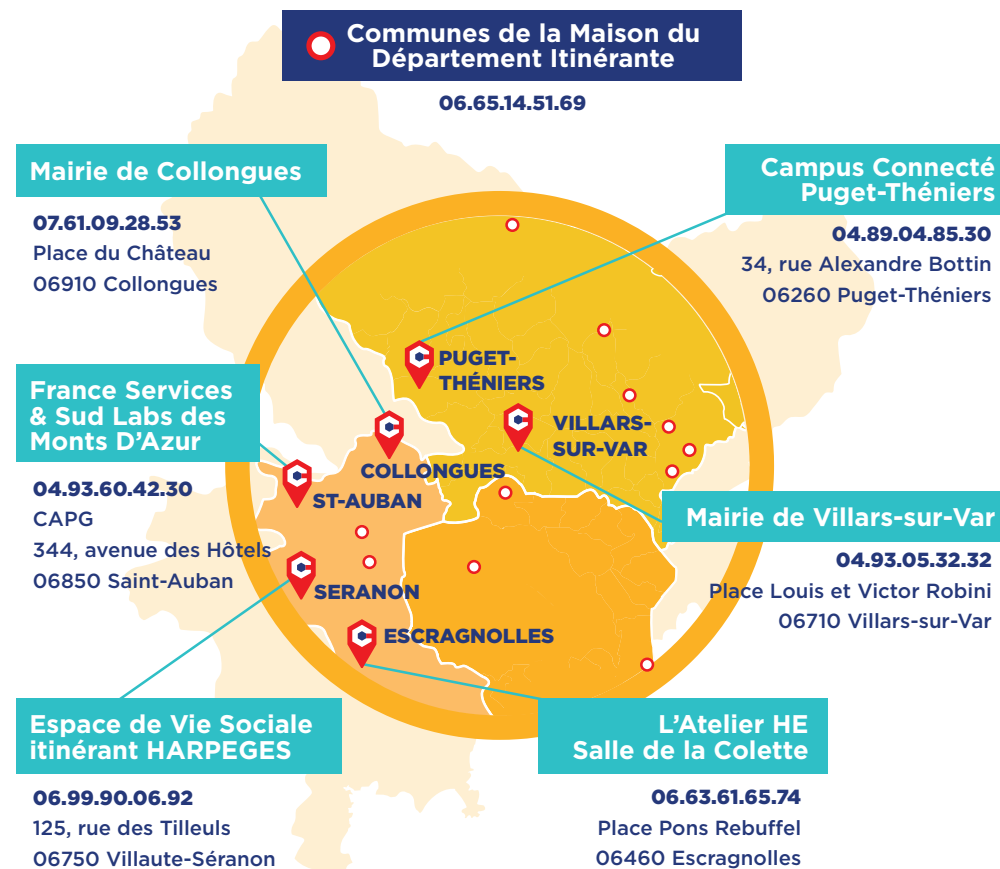 Communes de la Maison du
Département Itinérante
06.65.14.51.69
Mairie de Collongues
07.61.09.28.53
Place du Château
06910 Collongues
Campus Connecté
Puget-Théniers
04.89.04.85.30
34, rue Alexandre Bottin
06260 Puget-Théniers
France Services
& Sud Labs des
Monts D'Azur
04.93.60.42.30
CAPG
344, avenue des Hôtels
06850 Saint-Auban
PUGET-
THÉNIERS
VILLARS-
SUR-VAR
COLLONGUES
ST-AUBAN
SERANON
ESCRAGNOLLES
Mairie de Villars-sur-Var
04.93.05.32.32
Place Louis et Victor Robini
06710 Villars-sur-Var
Espace de Vie Sociale
itinérant HARPEGES
06.99.90.06.92
125, rue des Tilleuls
06750 Villaute-Séranon
L'Atelier HE
Salle de la Colette
06.63.61.65.74
Place Pons Rebuffel
06460 Escragnolles